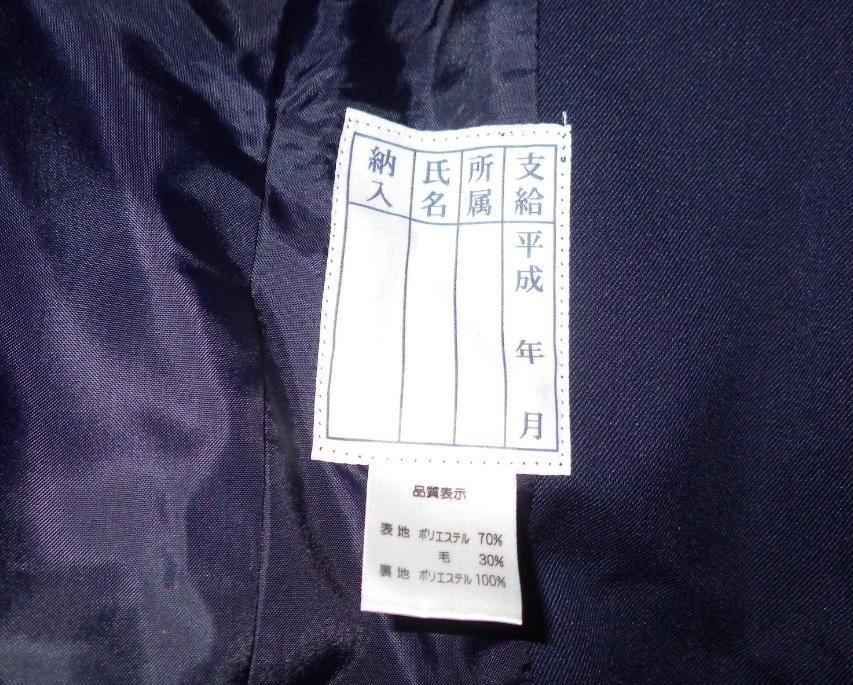 支給 平成 年 月
所属
氏名
納入
品質表示
表地 ポリエステル 70%
毛 30%
裏地 ポリエステル 100%